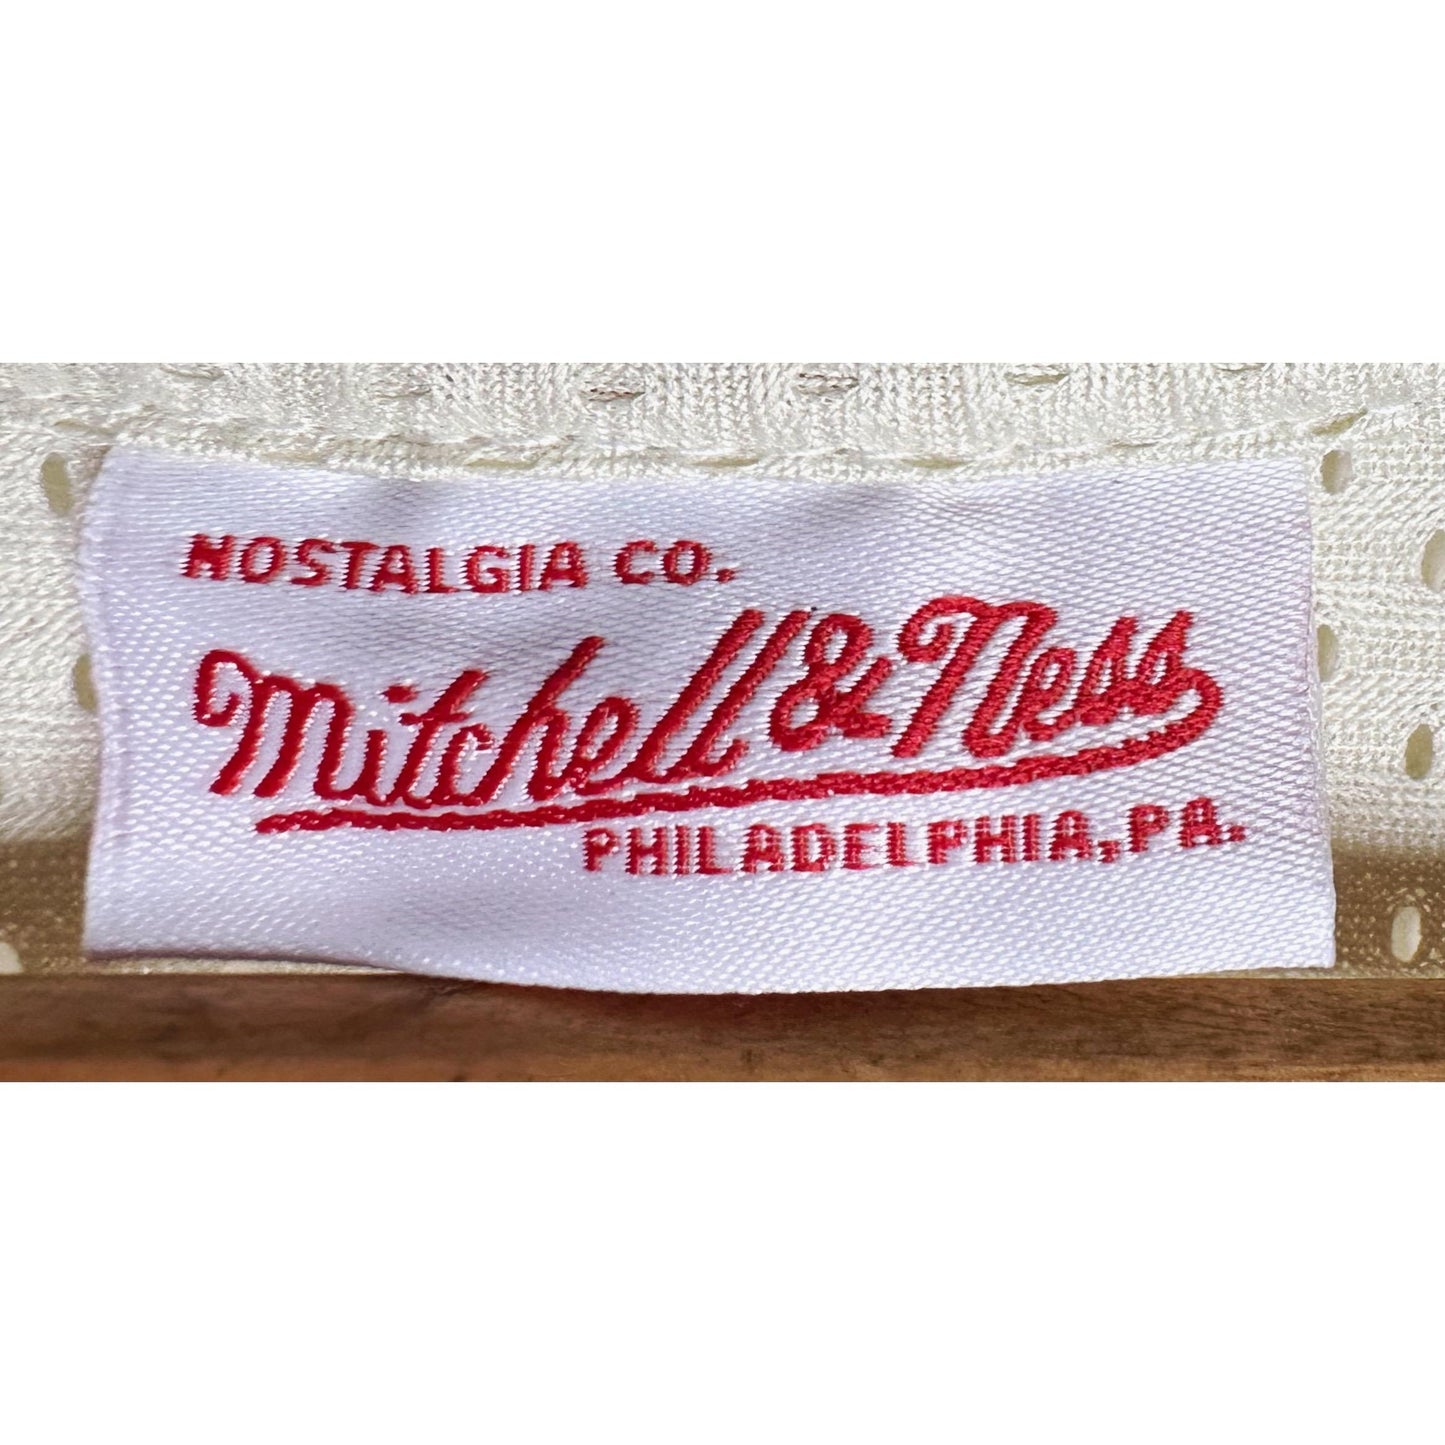 NOSTALGIA CO.
Mitchell & Ness
PHILADELPHIA, PA.